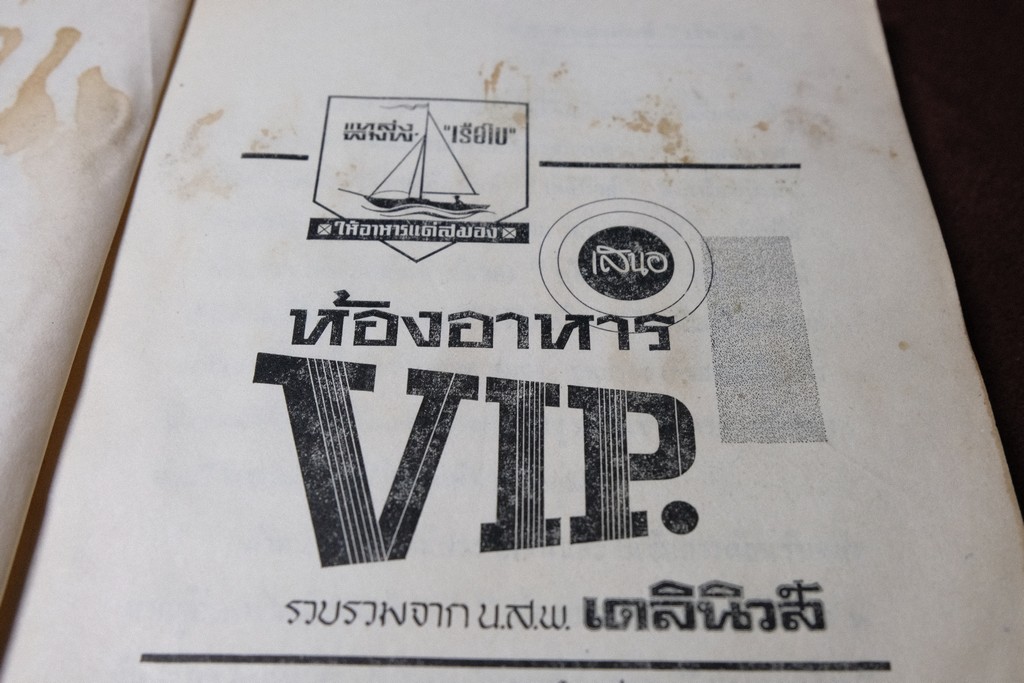 แหล่ง "เรือใบ"
ให้อาหารแด่สมอง
เสนอ
ห้องอาหาร
VIP.
รวบรวมจาก น.ส.พ. เดลินิวส์